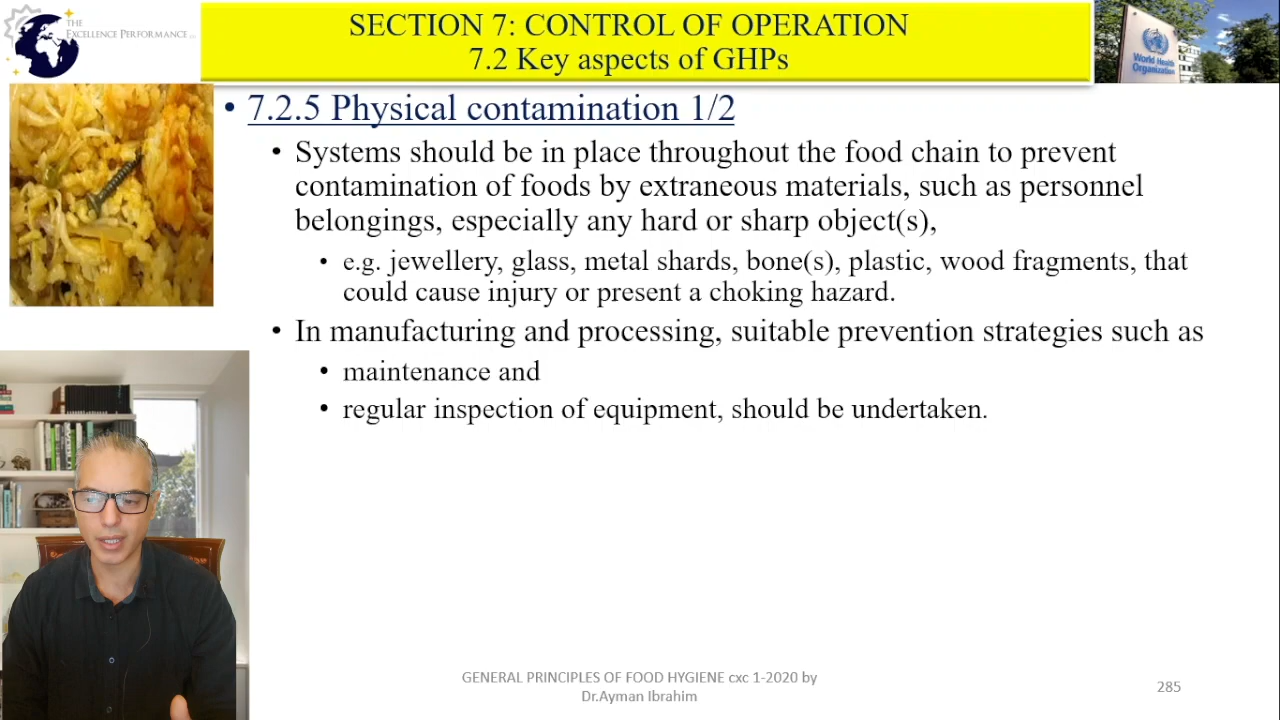 THE
EXCELLENCE PERFORMANCE
SECTION 7: CONTROL OF OPERATION
7.2 Key aspects of GHPs
World Health
Organization
• 7.2.5 Physical contamination 1/2
• Systems should be in place throughout the food chain to prevent
contamination of foods by extraneous materials, such as personnel
belongings, especially any hard or sharp object(s),
• e.g. jewellery, glass, metal shards, bone(s), plastic, wood fragments, that
could cause injury or present a choking hazard.
• In manufacturing and processing, suitable prevention strategies such as
• maintenance and
• regular inspection of equipment, should be undertaken.
GENERAL PRINCIPLES OF FOOD HYGIENE cxc 1-2020 by
Dr.Ayman Ibrahim
285